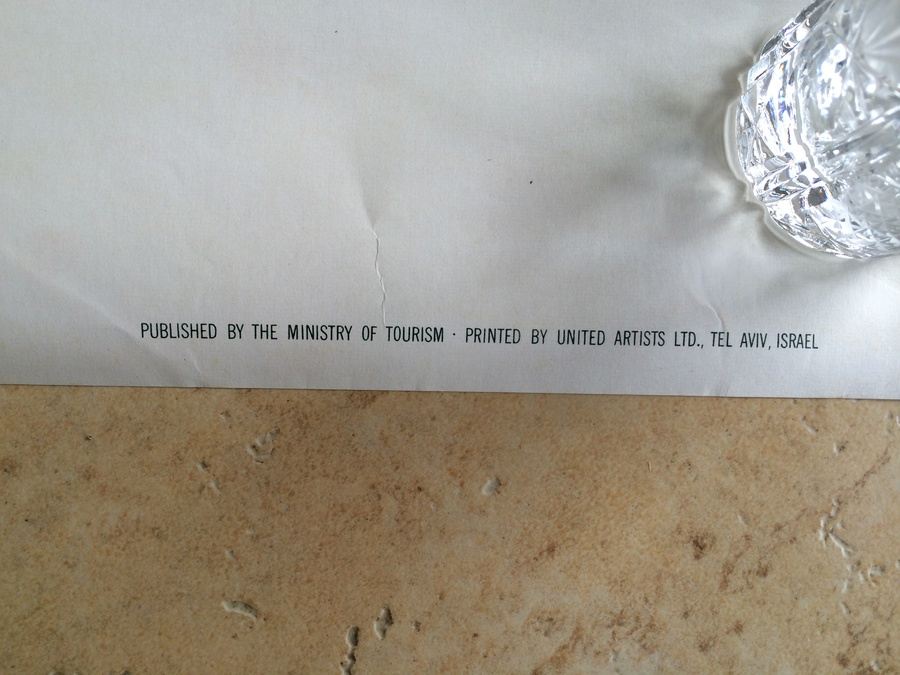 PUBLISHED BY THE MINISTRY OF TOURISM · PRINTED BY UNITED ARTISTS LTD., TEL AVIV, ISRAEL